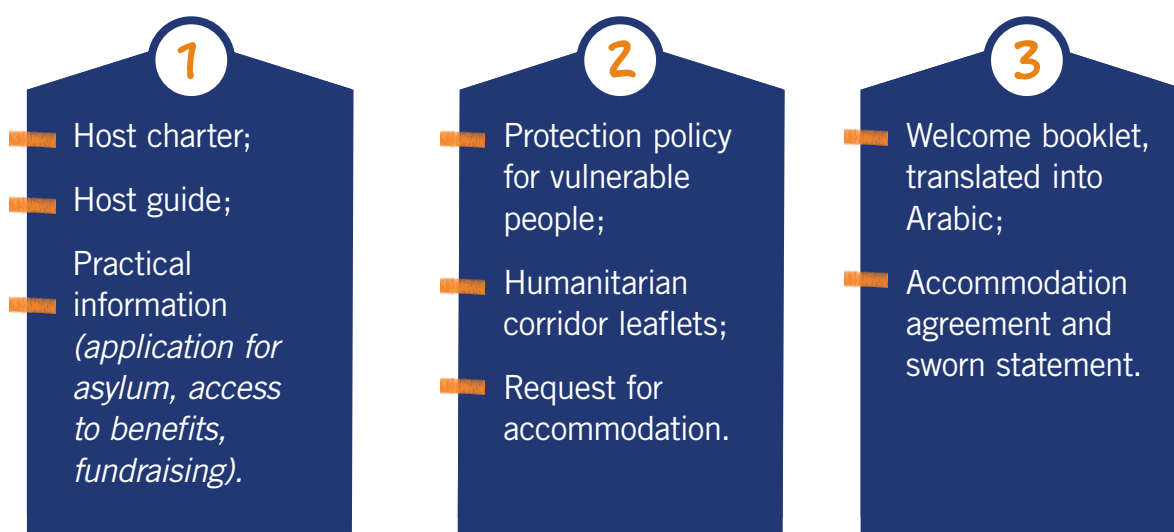 1
Host charter;
Host guide;
Practical
information
(application for
asylum, access
to benefits,
fundraising).
2
Protection policy
for vulnerable
people;
Humanitarian
corridor leaflets;
Request for
accommodation.
3
Welcome booklet,
translated into
Arabic;
Accommodation
agreement and
sworn statement.